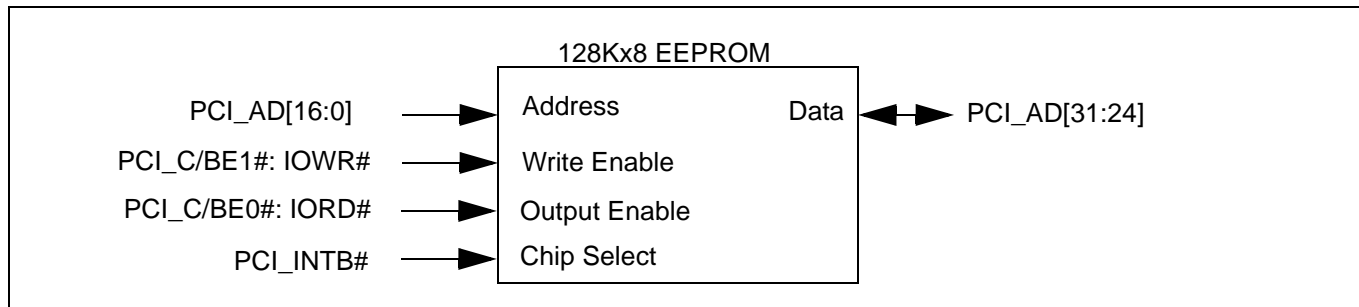 128Kx8 EEPROM
PCI_AD[16:0] Address Data PCI_AD[31:24]
PCI_C/BE1#: IOWR# Write Enable
PCI_C/BE0#: IORD# Output Enable
PCI_INTB# Chip Select